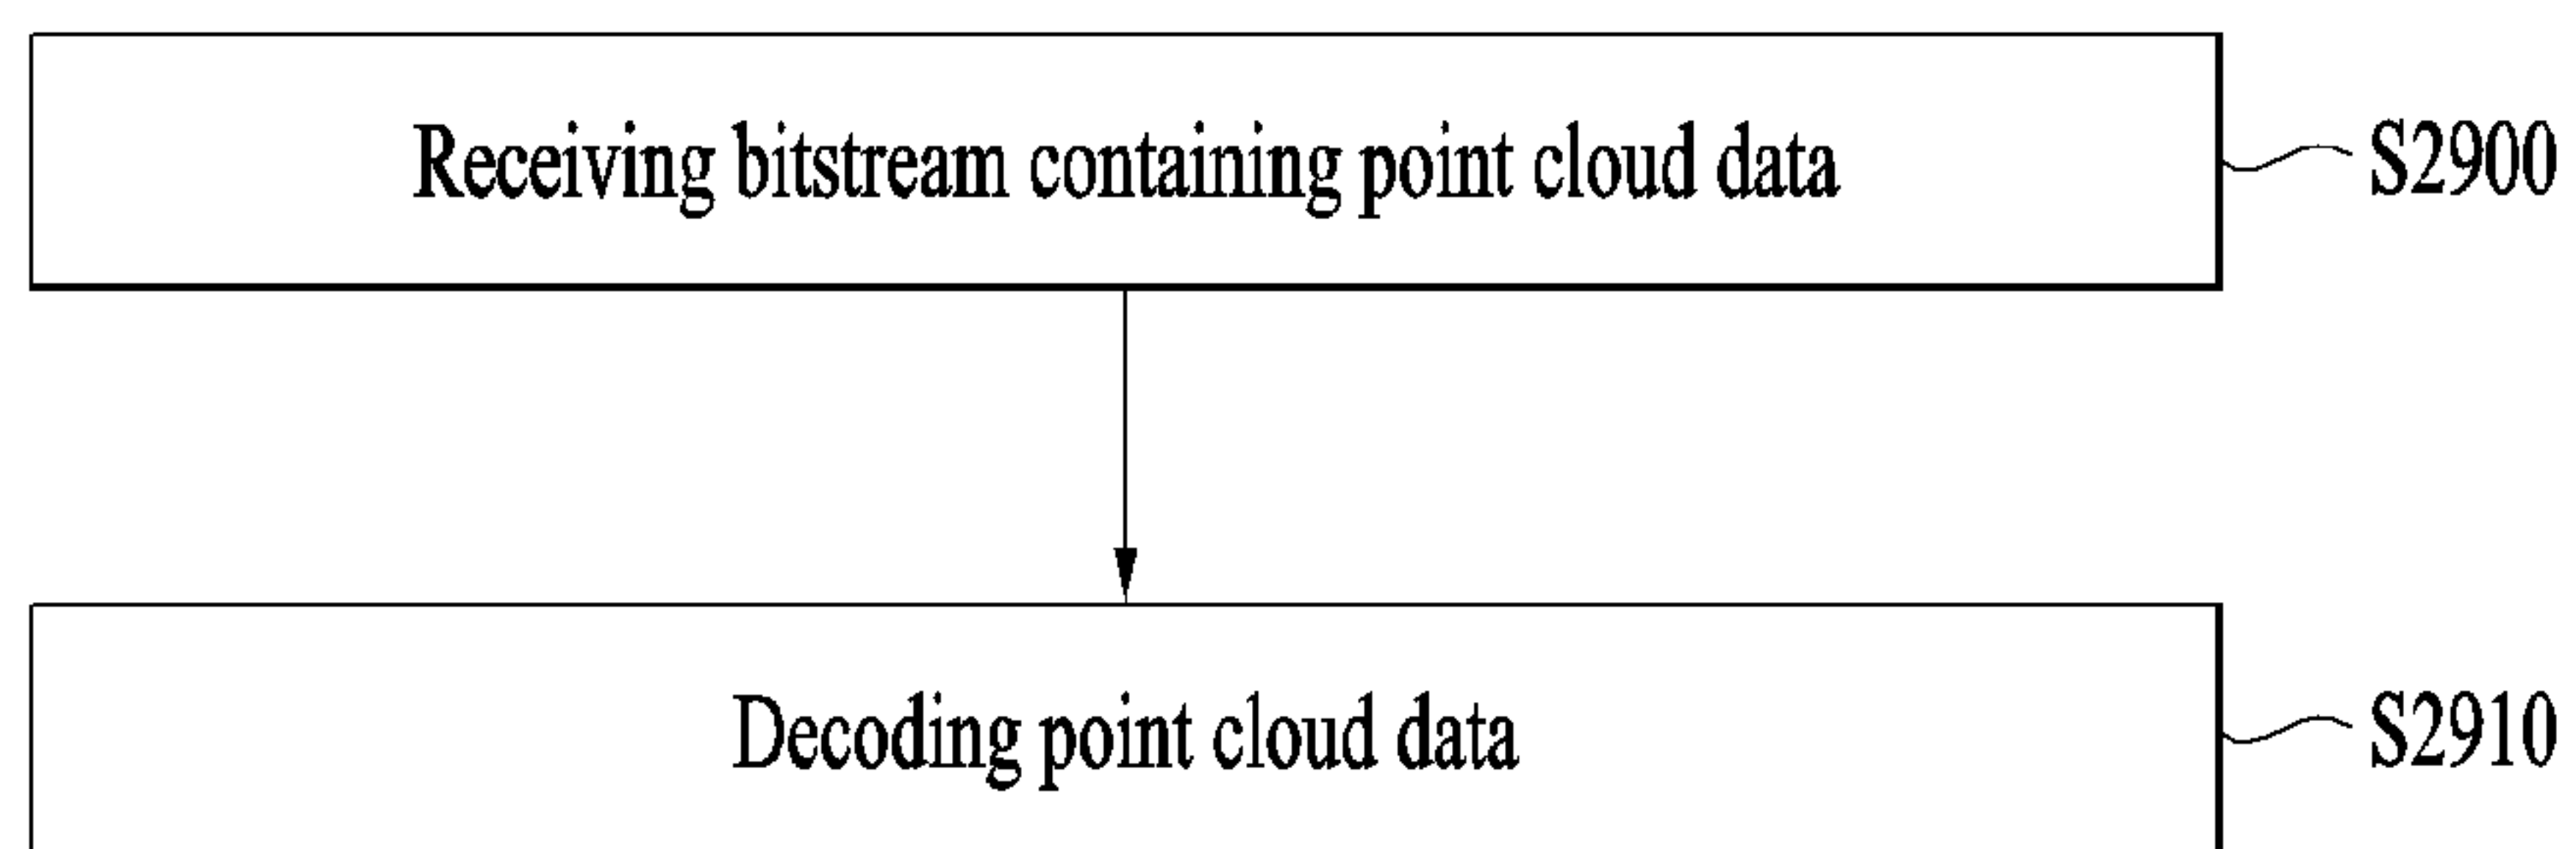 Receiving bitstream containing point cloud data
S2900
Decoding point cloud data
S2910